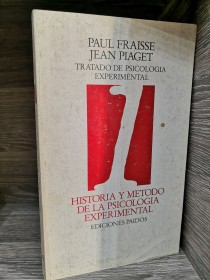 PAUL FRAISSE
JEAN PIAGET
TRATADO DE PSICOLOGIA
EXPERIMENTAL
1
HISTORIA Y METODO
DE LA PSICOLOGIA
EXPERIMENTAL
EDICIONES PAIDOS